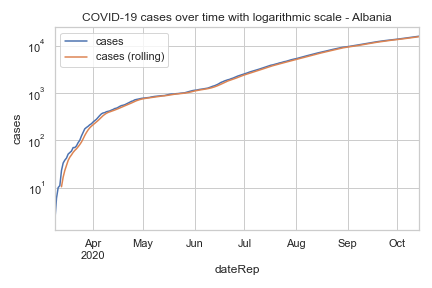 COVID-19 cases over time with logarithmic scale - Albania
cases
cases (rolling)
10⁴
10³
10²
10¹
cases
Apr
2020
May
Jun
Jul
Aug
Sep
Oct
dateRep